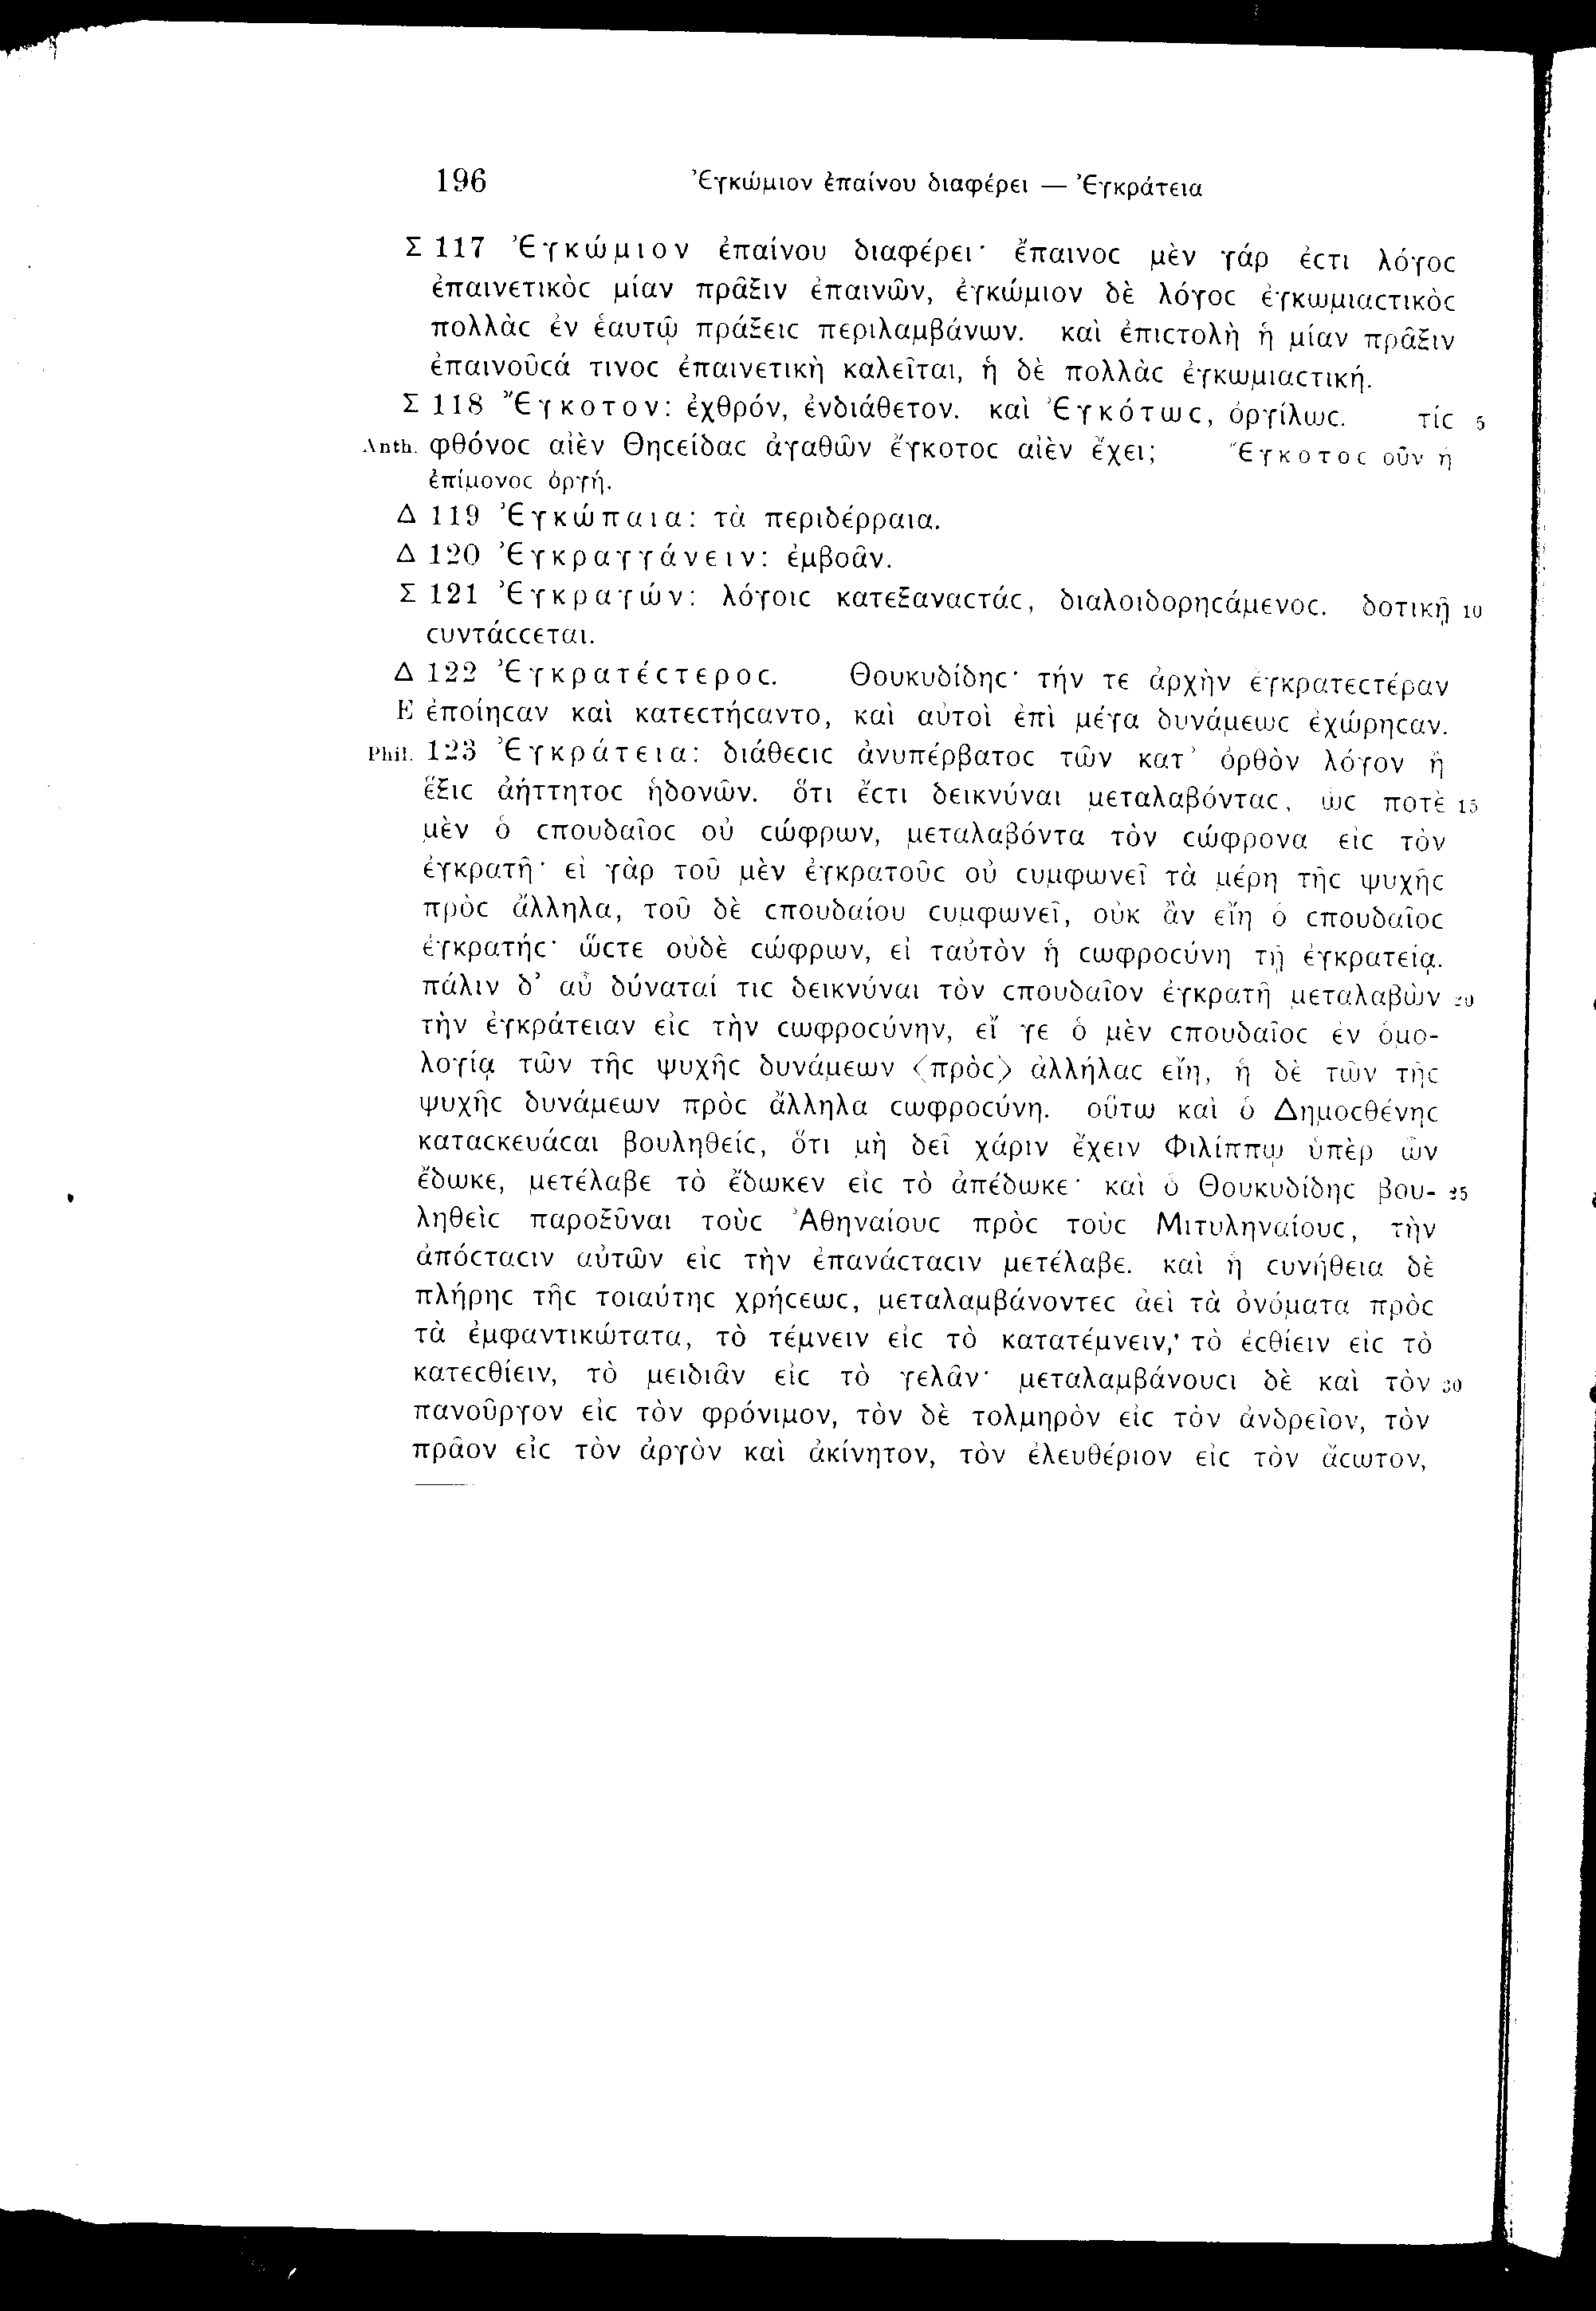 196 Ἐγκώμιον ἐπαίνου διαφέρει — Ἐγκράτεια
Σ 117 Ἐγκώμιον ἐπαίνου διαφέρει· ἔπαινοϲ μὲν γάρ ἐϲτι λόγοϲ
ἐπαινετικὸϲ μίαν πρᾶξιν ἐπαινῶν, ἐγκώμιον δὲ λόγοϲ ἐγκωμιαϲτικὸϲ
πολλὰϲ ἐν ἑαυτῷ πράξειϲ περιλαμβάνων. καὶ ἐπιϲτολὴ ἡ μίαν πρᾶξιν
ἐπαινοῦϲά τινοϲ ἐπαινετικὴ καλεῖται, ἡ δὲ πολλὰϲ ἐγκωμιαϲτική.
Σ 118 Ἔγκοτον: ἐχθρόν, ἐνδιάθετον. καὶ Ἐγκότωϲ, ὀργίλωϲ. τίϲ 5
Anth. φθόνοϲ αἰὲν Θηϲείδαϲ ἀγαθῶν ἔγκοτοϲ αἰὲν ἔχει; Ἔγκοτοϲ οὖν ἡ
ἐπίμονοϲ ὀργή.
Δ 119 Ἐγκώπαια: τὰ περιδέρραια.
Δ 120 Ἐγκραγγάνειν: ἐμβοᾶν.
Σ 121 Ἐγκραγών: λόγοιϲ κατεξαναϲτάϲ, διαλοιδορηϲάμενοϲ. δοτικῇ 10
ϲυντάϲϲεται.
Δ 122 Ἐγκρατέϲτεροϲ. Θουκυδίδηϲ· τήν τε ἀρχὴν ἐγκρατεϲτέραν
E ἐποίηϲαν καὶ κατεϲτήϲαντο, καὶ αὐτοὶ ἐπὶ μέγα δυνάμεωϲ ἐχώρηϲαν.
Phil. 123 Ἐγκράτεια: διάθεϲιϲ ἀνυπέρβατοϲ τῶν κατ' ὀρθὸν λόγον ἢ
ἕξιϲ ἀήττητοϲ ἡδονῶν. ὅτι ἔϲτι δεικνύναι μεταλαβόνταϲ, ὡϲ ποτὲ 15
μὲν ὁ ϲπουδαῖοϲ οὐ ϲώφρων, μεταλαβόντα τὸν ϲώφρονα εἰϲ τὸν
ἐγκρατῆ· εἰ γὰρ τοῦ μὲν ἐγκρατοῦϲ οὐ ϲυμφωνεῖ τὰ μέρη τῆϲ ψυχῆϲ
πρὸϲ ἄλληλα, τοῦ δὲ ϲπουδαίου ϲυμφωνεῖ, οὐκ ἂν εἴη ὁ ϲπουδαῖοϲ
ἐγκρατήϲ· ὥϲτε οὐδὲ ϲώφρων, εἰ ταὐτὸν ἡ ϲωφροϲύνη τῇ ἐγκρατείᾳ.
πάλιν δ' αὖ δύναταί τιϲ δεικνύναι τὸν ϲπουδαῖον ἐγκρατῆ μεταλαβὼν 20
τὴν ἐγκράτειαν εἰϲ τὴν ϲωφροϲύνην, εἴ γε ὁ μὲν ϲπουδαῖοϲ ἐν ὁμο-
λογίᾳ τῶν τῆϲ ψυχῆϲ δυνάμεων <πρὸϲ> ἀλλήλαϲ εἴη, ἡ δὲ τῶν τῆϲ
ψυχῆϲ δυνάμεων πρὸϲ ἄλληλα ϲωφροϲύνη. οὕτω καὶ ὁ Δημοϲθένηϲ
καταϲκευάϲαι βουληθείϲ, ὅτι μὴ δεῖ χάριν ἔχειν Φιλίππῳ ὑπὲρ ὧν
ἔδωκε, μετέλαβε τὸ ἔδωκεν εἰϲ τὸ ἀπέδωκε· καὶ ὁ Θουκυδίδηϲ βου- 25
ληθεὶϲ παροξῦναι τοὺϲ Ἀθηναίουϲ πρὸϲ τοὺϲ Μιτυληναίουϲ, τὴν
ἀπόϲταϲιν αὐτῶν εἰϲ τὴν ἐπανάϲταϲιν μετέλαβε. καὶ ἡ ϲυνήθεια δὲ
πλήρηϲ τῆϲ τοιαύτηϲ χρήϲεωϲ, μεταλαμβάνοντεϲ ἀεὶ τὰ ὀνόματα πρὸϲ
τὰ ἐμφαντικώτατα, τὸ τέμνειν εἰϲ τὸ κατατέμνειν, τὸ ἐϲθίειν εἰϲ τὸ
κατεϲθίειν, τὸ μειδιᾶν εἰϲ τὸ γελᾶν· μεταλαμβάνουϲι δὲ καὶ τὸν 30
πανοῦργον εἰϲ τὸν φρόνιμον, τὸν δὲ τολμηρὸν εἰϲ τὸν ἀνδρεῖον, τὸν
πρᾶον εἰϲ τὸν ἀργὸν καὶ ἀκίνητον, τὸν ἐλευθέριον εἰϲ τὸν ἄϲωτον,